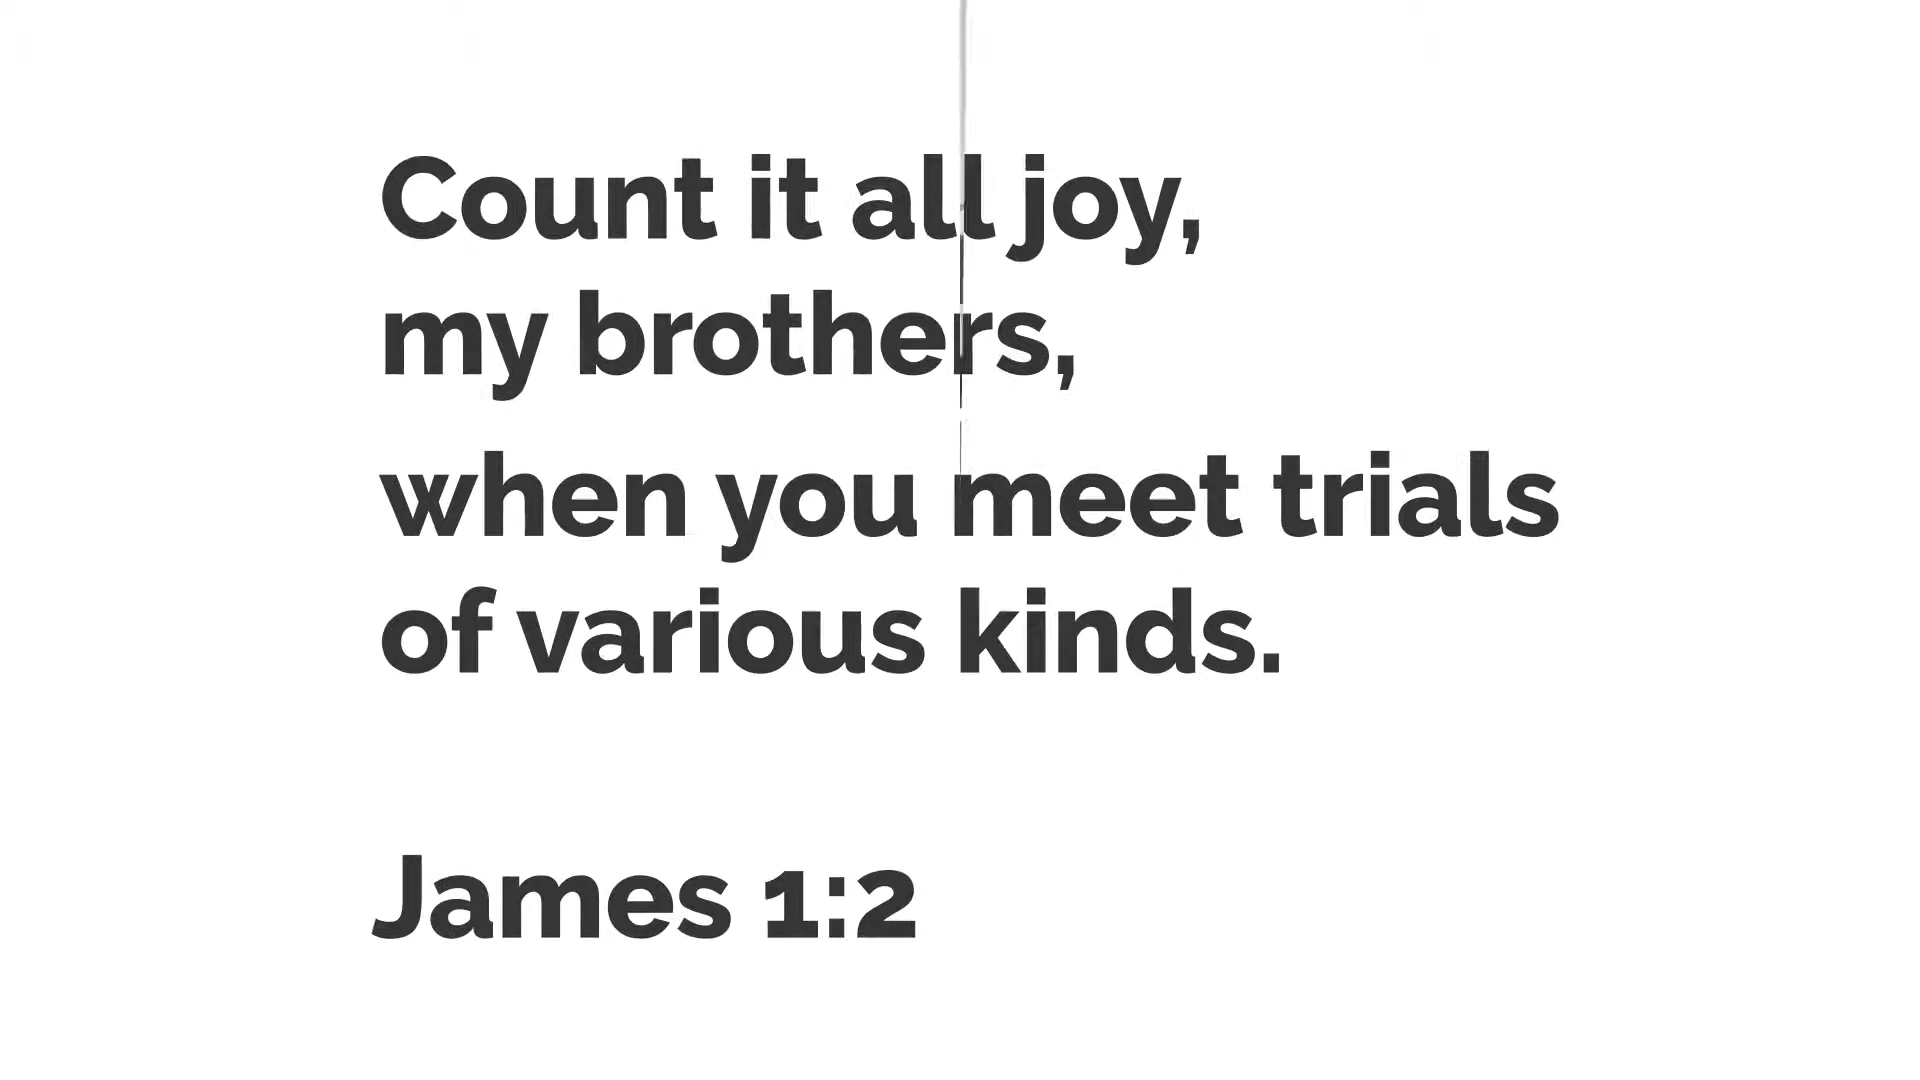 Count it all joy,
my brothers,
when you meet trials
of various kinds.
James 1:2